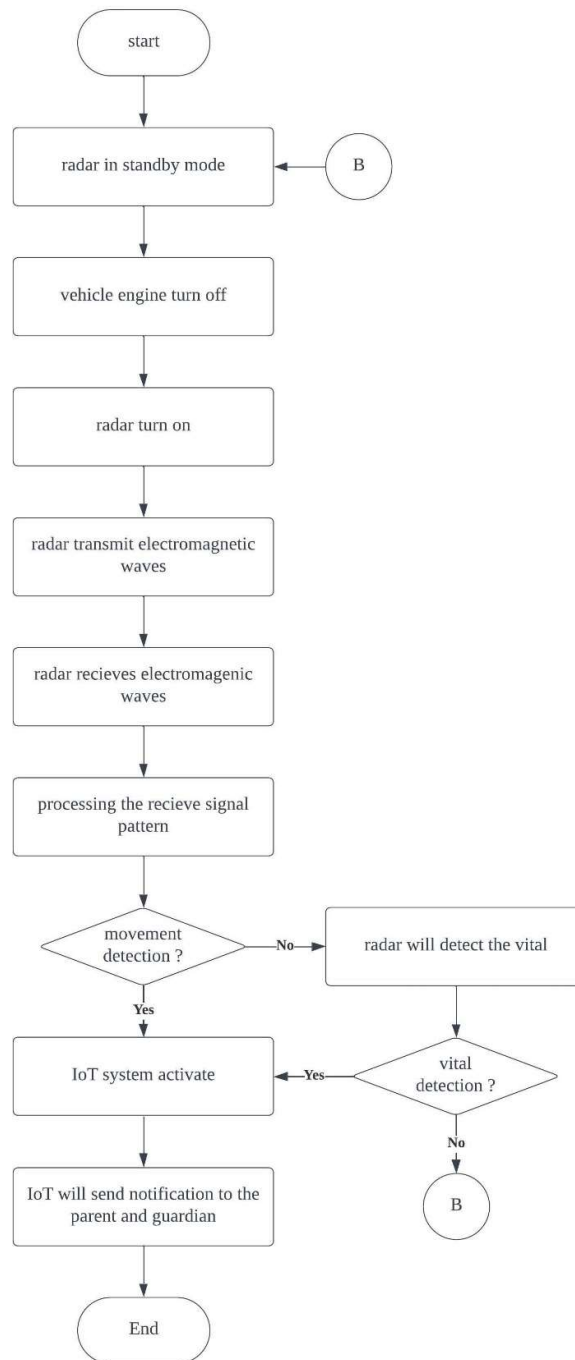 start
radar in standby mode
B
vehicle engine turn off
radar turn on
radar transmit electromagnetic
waves
radar recieves electromagenic
waves
processing the recieve signal
pattern
movement
detection ?
No
radar will detect the vital
Yes
IoT system activate
Yes
vital
detection ?
No
IoT will send notification to the
parent and guardian
B
End